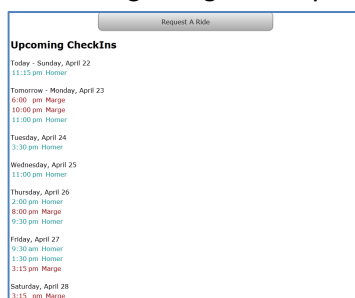 Request A Ride
Upcoming CheckIns
Today - Sunday, April 22
11:15 pm Homer
Tomorrow - Monday, April 23
6:00 pm Marge
10:00 pm Marge
11:00 pm Homer
Tuesday, April 24
3:30 pm Homer
Wednesday, April 25
11:00 pm Homer
Thursday, April 26
2:00 pm Homer
8:00 pm Marge
9:30 pm Homer
Friday, April 27
9:30 am Homer
1:30 pm Homer
3:15 pm Marge
Saturday, April 28
3:15 pm Marge